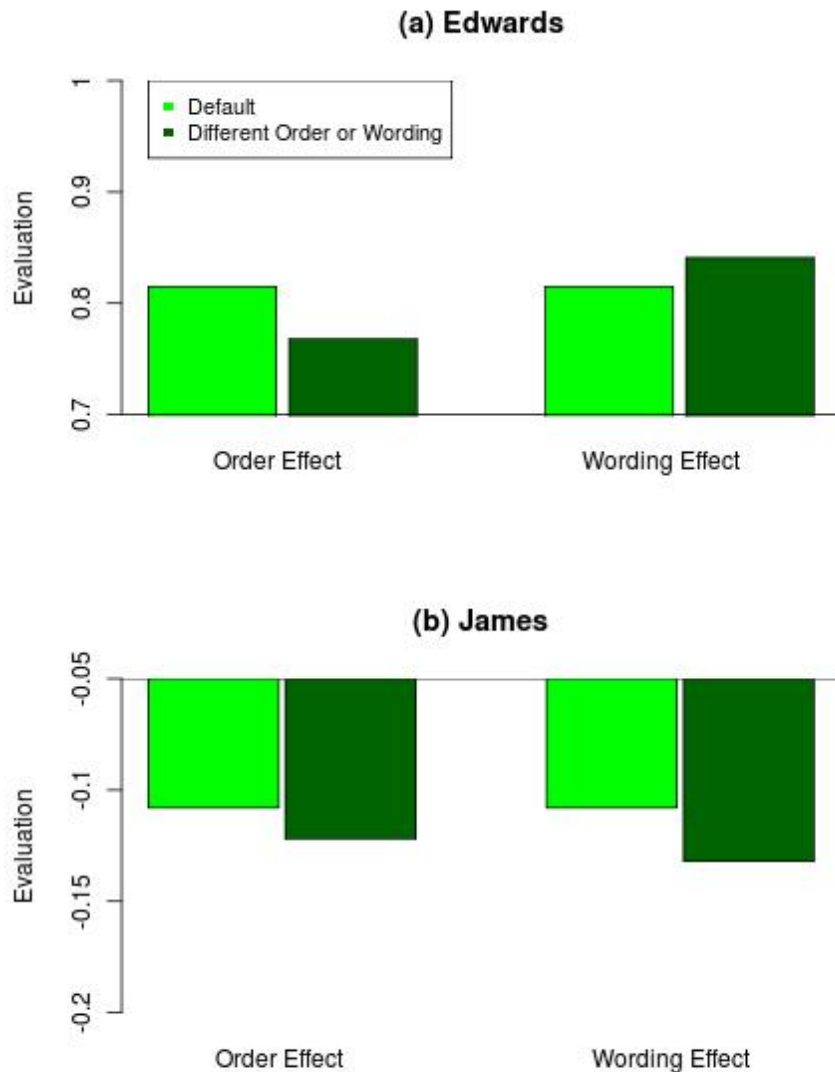 (a) Edwards
Default
Different Order or Wording
Evaluation
1
0.9
0.8
0.7
Order Effect
Wording Effect
(b) James
Evaluation
-0.05
-0.1
-0.15
-0.2
Order Effect
Wording Effect